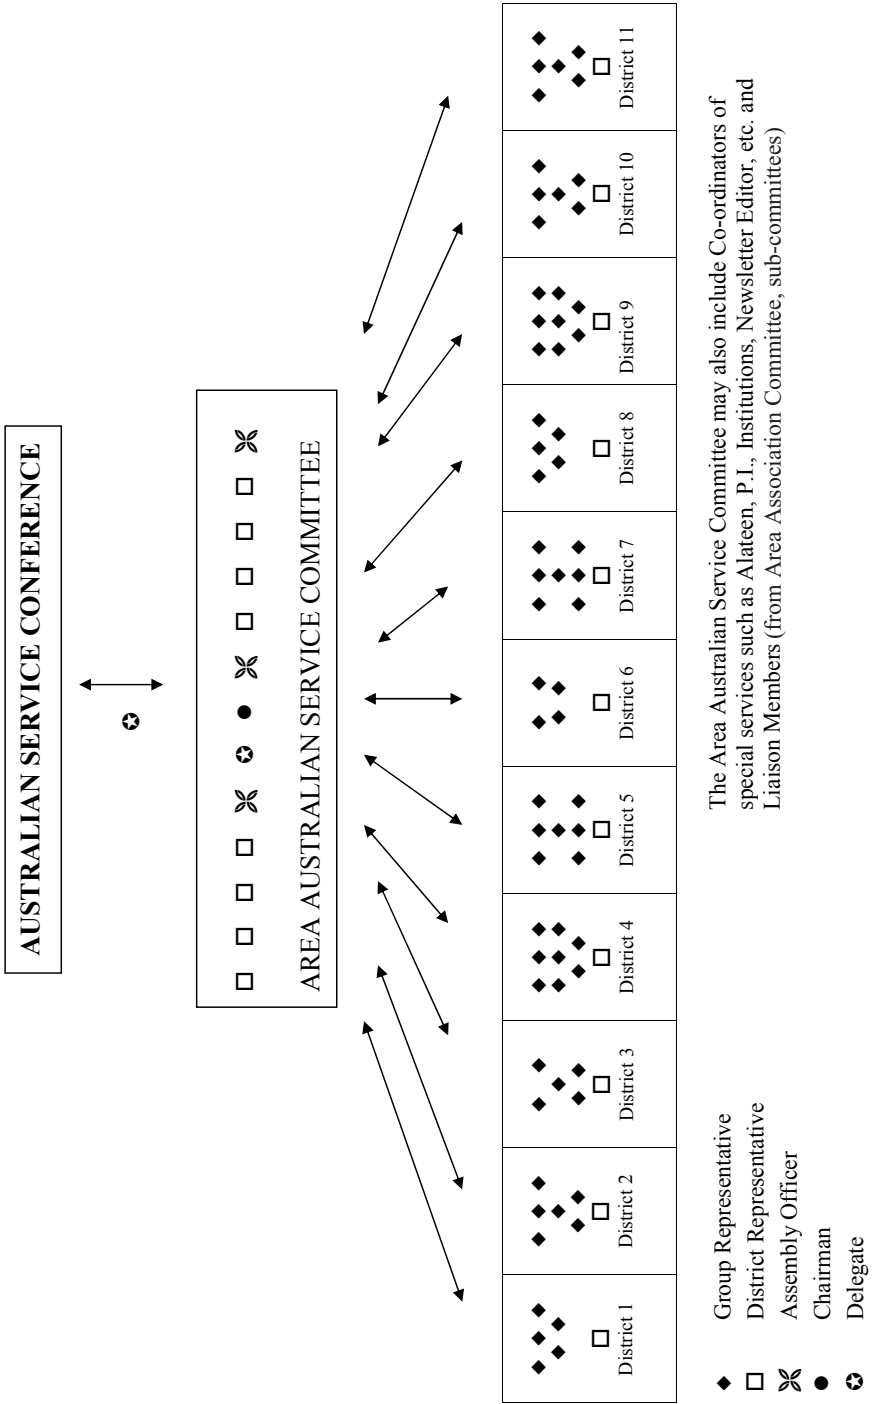 AUSTRALIAN SERVICE CONFERENCE
AREA AUSTRALIAN SERVICE COMMITTEE
District 1
District 2
District 3
District 4
District 5
District 6
District 7
District 8
District 9
District 10
District 11
Group Representative
District Representative
Assembly Officer
Chairman
Delegate
The Area Australian Service Committee may also include Co-ordinators of
special services such as Alateen, P.I., Institutions, Newsletter Editor, etc. and
Liaison Members (from Area Association Committee, sub-committees)